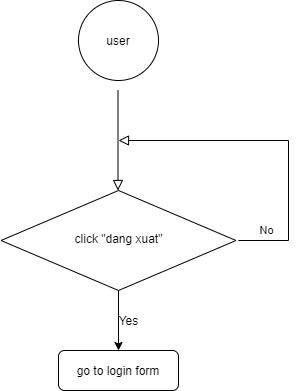 user
click "dang xuat"
No
Yes
go to login form